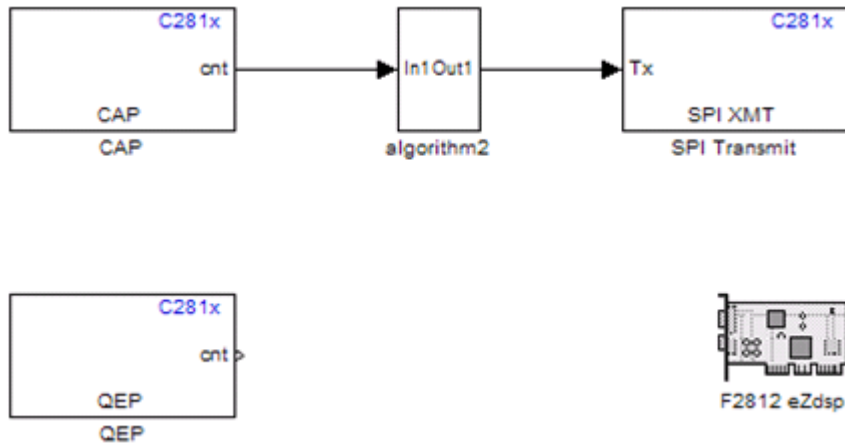 C281x
cnt
CAP
CAP
In1 Out1
algorithm2
C281x
Tx
SPI XMT
SPI Transmit
C281x
cnt
QEP
QEP
F2812 eZdsp